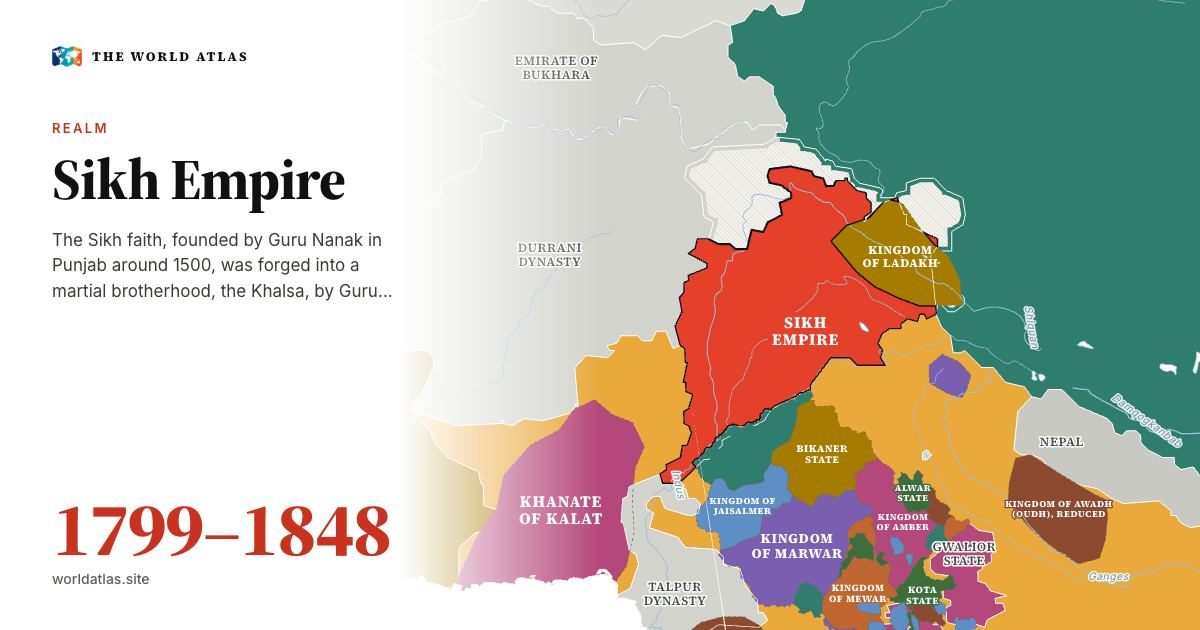 THE WORLD ATLAS
REALM
Sikh Empire
The Sikh faith, founded by Guru Nanak in
Punjab around 1500, was forged into a
martial brotherhood, the Khalsa, by Guru...
1799–1848
worldatlas.site
EMIRATE OF
BUKHARA
DURRANI
DYNASTY
KINGDOM
OF LADAKH
SIKH
EMPIRE
Shiquan
Damqogkanbab
NEPAL
BIKANER
STATE
KHANATE
OF KALAT
Indus
KINGDOM OF
JAISALMER
ALWAR
STATE
KINGDOM
OF AMBER
KINGDOM OF AWADH
(OUDH), REDUCED
KINGDOM
OF MARWAR
GWALIOR
STATE
Ganges
TALPUR
DYNASTY
KINGDOM
OF MEWAR
KOTA
STATE